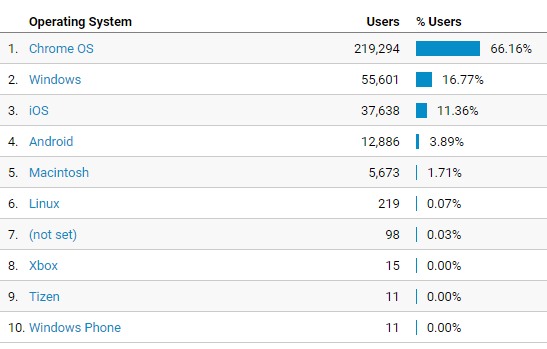 Operating System Users % Users
1. Chrome OS 219,294 66.16%
2. Windows 55,601 16.77%
3. iOS 37,638 11.36%
4. Android 12,886 3.89%
5. Macintosh 5,673 1.71%
6. Linux 219 0.07%
7. (not set) 98 0.03%
8. Xbox 15 0.00%
9. Tizen 11 0.00%
10. Windows Phone 11 0.00%